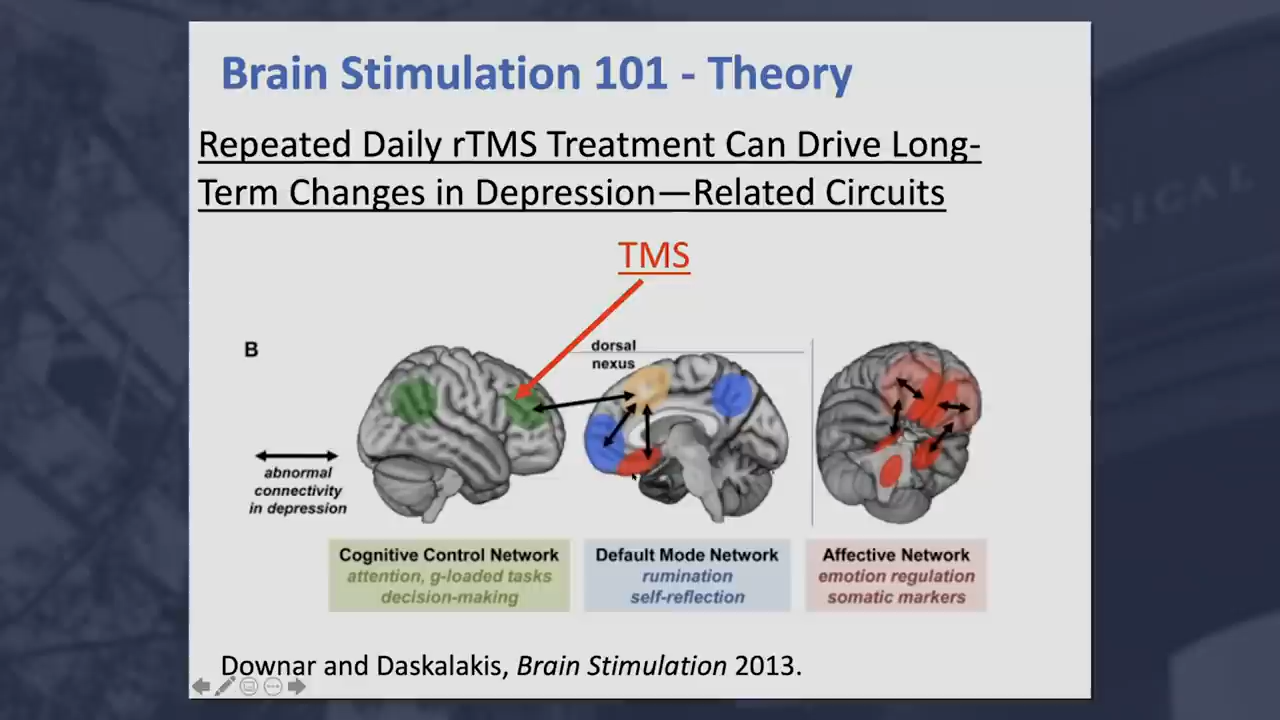 Brain Stimulation 101 - Theory
Repeated Daily rTMS Treatment Can Drive Long-
Term Changes in Depression—Related Circuits
TMS
B
dorsal
nexus
abnormal
connectivity
in depression
Cognitive Control Network
attention, g-loaded tasks
decision-making
Default Mode Network
rumination
self-reflection
Affective Network
emotion regulation
somatic markers
Downar and Daskalakis, Brain Stimulation 2013.
NICAL